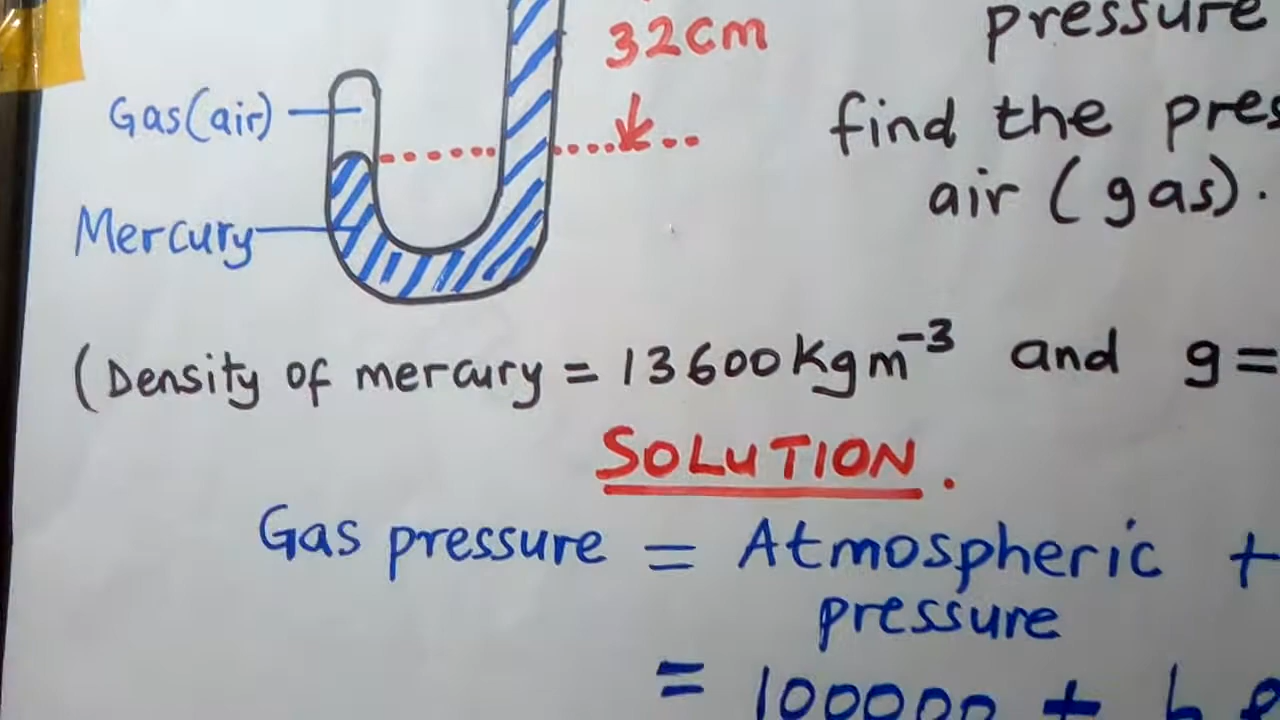 32cm
pressure
Gas(air)
find the
air (gas).
Mercury
(Density of mercury = 13600Kgm⁻³ and g=
SOLUTION.
Gas pressure = Atmospheric +
pressure
= 100000 + h